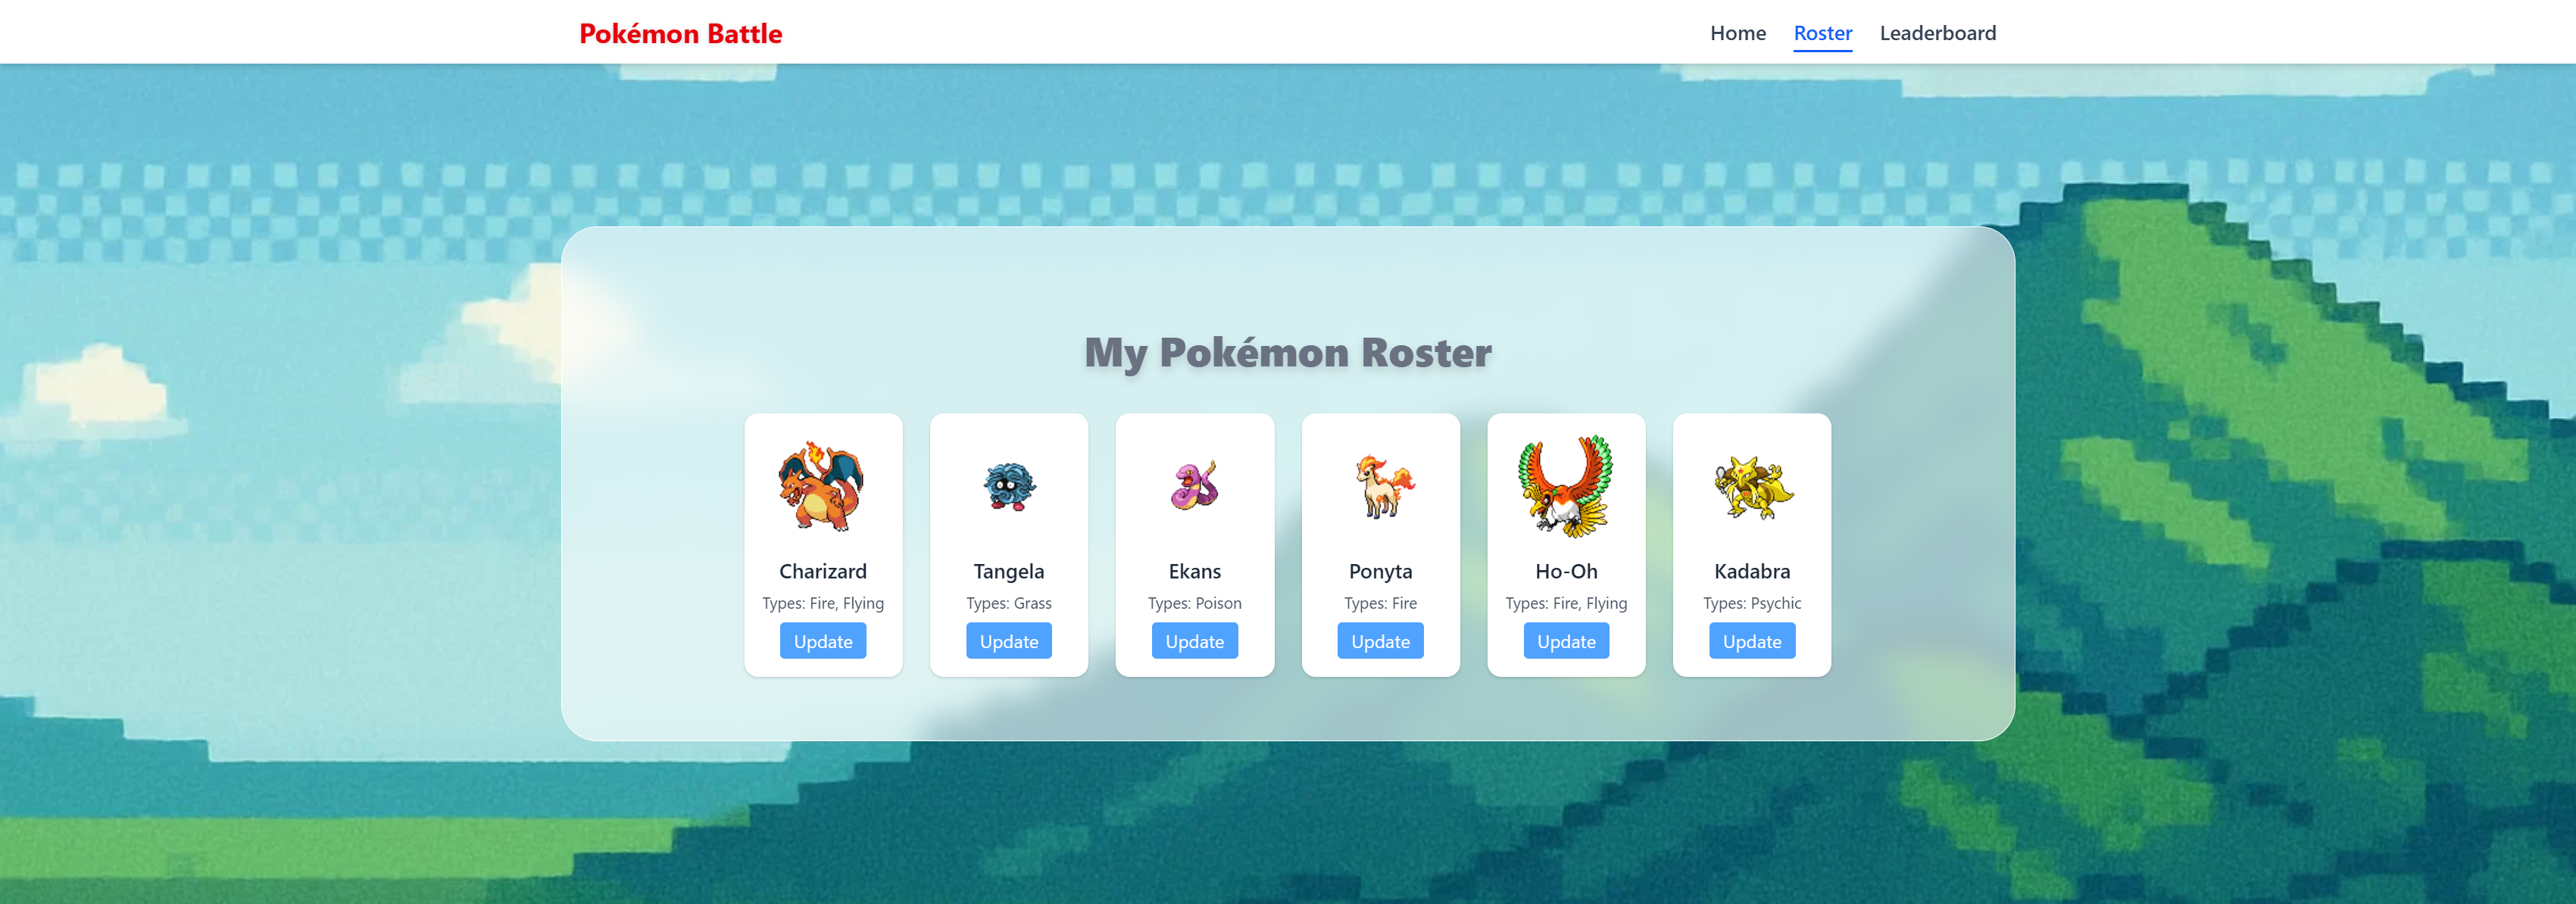 Pokémon Battle
Home Roster Leaderboard
My Pokémon Roster
Charizard
Types: Fire, Flying
Update
Tangela
Types: Grass
Update
Ekans
Types: Poison
Update
Ponyta
Types: Fire
Update
Ho-Oh
Types: Fire, Flying
Update
Kadabra
Types: Psychic
Update